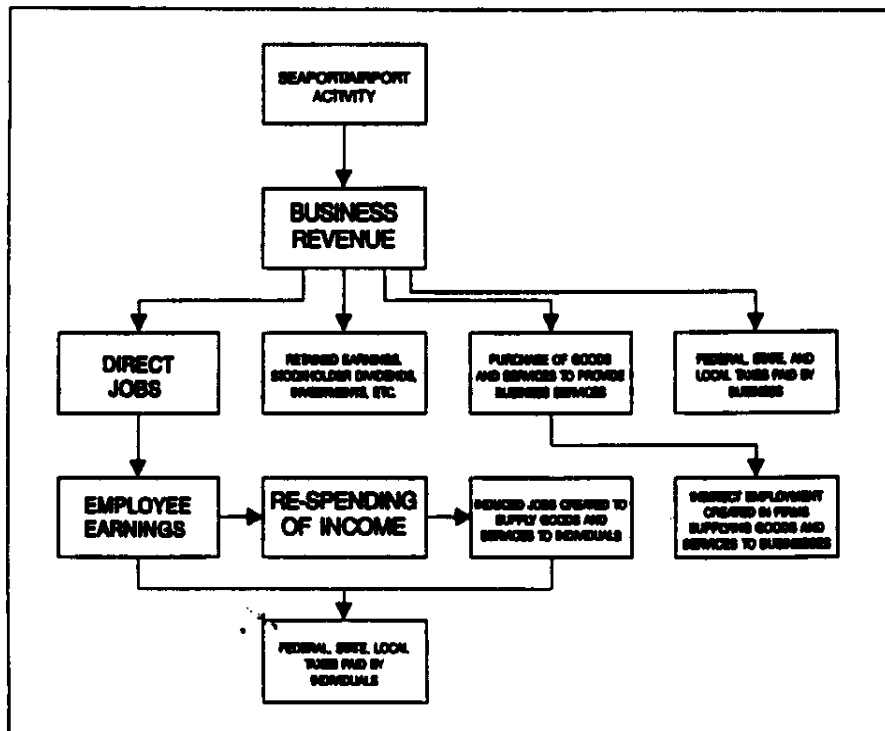 SEAPORT/AIRPORT
ACTIVITY
BUSINESS
REVENUE
DIRECT
JOBS
RETAINED EARNINGS,
STOCKHOLDER DIVIDENDS,
INVESTMENTS, ETC.
PURCHASE OF GOODS
AND SERVICES TO PROVIDE
BUSINESS SERVICES
FEDERAL, STATE, AND
LOCAL TAXES PAID BY
BUSINESS
EMPLOYEE
EARNINGS
RE-SPENDING
OF INCOME
INDUCED JOBS CREATED TO
SUPPLY GOODS AND
SERVICES TO INDIVIDUALS
INDIRECT EMPLOYMENT
CREATED IN FIRMS
SUPPLYING GOODS AND
SERVICES TO BUSINESSES
FEDERAL, STATE, LOCAL
TAXES PAID BY
INDIVIDUALS